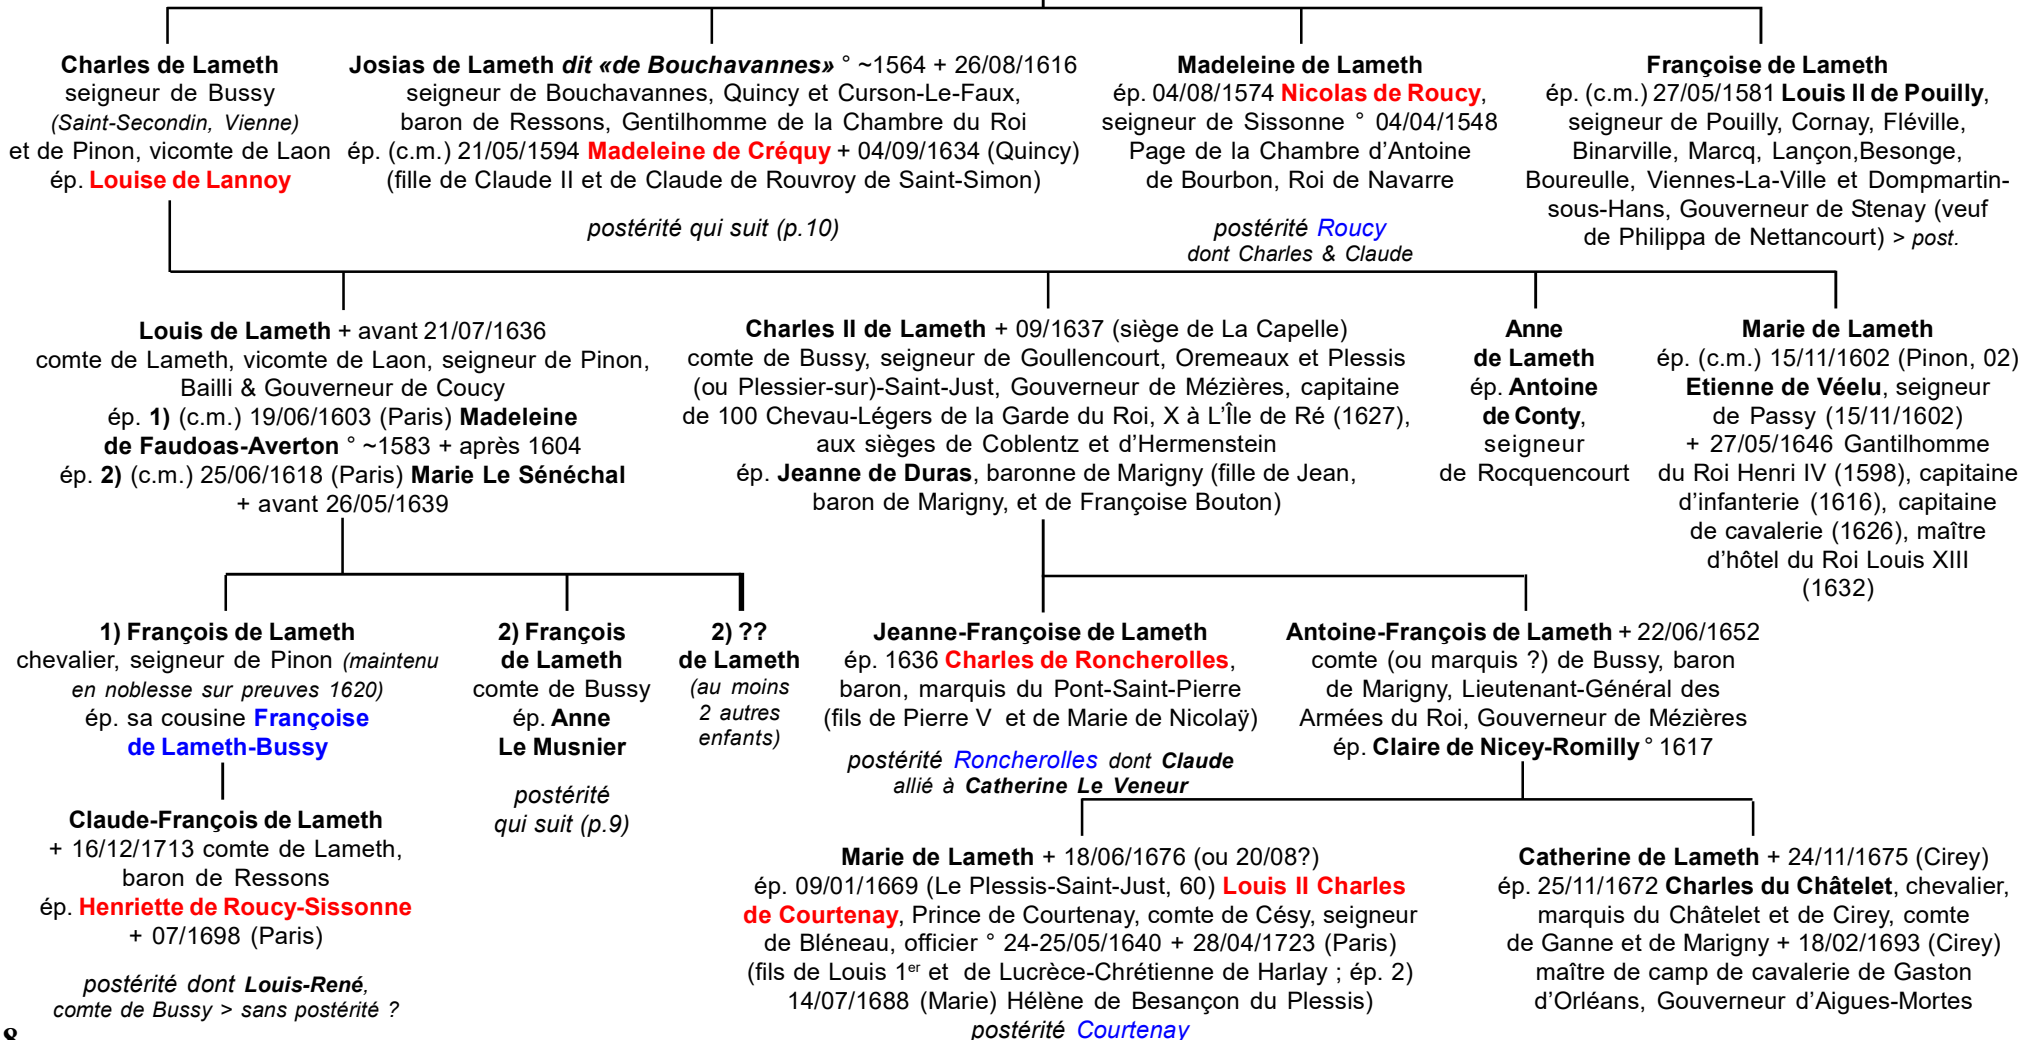 Charles de Lameth
seigneur de Bussy
(Saint-Secondin, Vienne)
et de Pinon, vicomte de Laon
ép. Louise de Lannoy
Josias de Lameth dit «de Bouchavannes» ° ~1564 + 26/08/1616
seigneur de Bouchavannes, Quincy et Curson-Le-Faux,
baron de Ressons, Gentilhomme de la Chambre du Roi
ép. (c.m.) 21/05/1594 Madeleine de Créquy + 04/09/1634 (Quincy)
(fille de Claude II et de Claude de Rouvroy de Saint-Simon)
postérité qui suit (p.10)
Madeleine de Lameth
ép. 04/08/1574 Nicolas de Roucy,
seigneur de Sissonne ° 04/04/1548
Page de la Chambre d'Antoine
de Bourbon, Roi de Navarre
postérité Roucy
dont Charles & Claude
Françoise de Lameth
ép. (c.m.) 27/05/1581 Louis II de Pouilly,
seigneur de Pouilly, Cornay, Fléville,
Binarville, Marcq, Lançon,Besonge,
Boureulle, Viennes-La-Ville et Dompmartin-
sous-Hans, Gouverneur de Stenay (veuf
de Philippa de Nettancourt) > post.
Louis de Lameth + avant 21/07/1636
comte de Lameth, vicomte de Laon, seigneur de Pinon,
Bailli & Gouverneur de Coucy
ép. 1) (c.m.) 19/06/1603 (Paris) Madeleine
de Faudoas-Averton ° ~1583 + après 1604
ép. 2) (c.m.) 25/06/1618 (Paris) Marie Le Sénéchal
+ avant 26/05/1639
Charles II de Lameth + 09/1637 (siège de La Capelle)
comte de Bussy, seigneur de Goullencourt, Oremeaux et Plessis
(ou Plessier-sur)-Saint-Just, Gouverneur de Mézières, capitaine
de 100 Chevau-Légers de la Garde du Roi, X à L'Île de Ré (1627),
aux sièges de Coblentz et d'Hermenstein
ép. Jeanne de Duras, baronne de Marigny (fille de Jean,
baron de Marigny, et de Françoise Bouton)
Anne
de Lameth
ép. Antoine
de Conty,
seigneur
de Rocquencourt
Marie de Lameth
ép. (c.m.) 15/11/1602 (Pinon, 02)
Etienne de Véelu, seigneur
de Passy (15/11/1602)
+ 27/05/1646 Gantilhomme
du Roi Henri IV (1598), capitaine
d'infanterie (1616), capitaine
de cavalerie (1626), maître
d'hôtel du Roi Louis XIII
(1632)
1) François de Lameth
chevalier, seigneur de Pinon (maintenu
en noblesse sur preuves 1620)
ép. sa cousine Françoise
de Lameth-Bussy
2) François
de Lameth
comte de Bussy
ép. Anne
Le Musnier
postérité
qui suit (p.9)
2) ??
de Lameth
(au moins
2 autres
enfants)
Jeanne-Françoise de Lameth
ép. 1636 Charles de Roncherolles,
baron, marquis du Pont-Saint-Pierre
(fils de Pierre V et de Marie de Nicolaÿ)
postérité Roncherolles dont Claude
allié à Catherine Le Veneur
Antoine-François de Lameth + 22/06/1652
comte (ou marquis ?) de Bussy, baron
de Marigny, Lieutenant-Général des
Armées du Roi, Gouverneur de Mézières
ép. Claire de Nicey-Romilly ° 1617
Claude-François de Lameth
+ 16/12/1713 comte de Lameth,
baron de Ressons
ép. Henriette de Roucy-Sissonne
+ 07/1698 (Paris)
postérité dont Louis-René,
comte de Bussy > sans postérité ?
Marie de Lameth + 18/06/1676 (ou 20/08?)
ép. 09/01/1669 (Le Plessis-Saint-Just, 60) Louis II Charles
de Courtenay, Prince de Courtenay, comte de Césy, seigneur
de Bléneau, officier ° 24-25/05/1640 + 28/04/1723 (Paris)
(fils de Louis 1er et de Lucrèce-Chrétienne de Harlay ; ép. 2)
14/07/1688 (Marie) Hélène de Besançon du Plessis)
postérité Courtenay
Catherine de Lameth + 24/11/1675 (Cirey)
ép. 25/11/1672 Charles du Châtelet, chevalier,
marquis du Châtelet et de Cirey, comte
de Ganne et de Marigny + 18/02/1693 (Cirey)
maître de camp de cavalerie de Gaston
d'Orléans, Gouverneur d'Aigues-Mortes
8